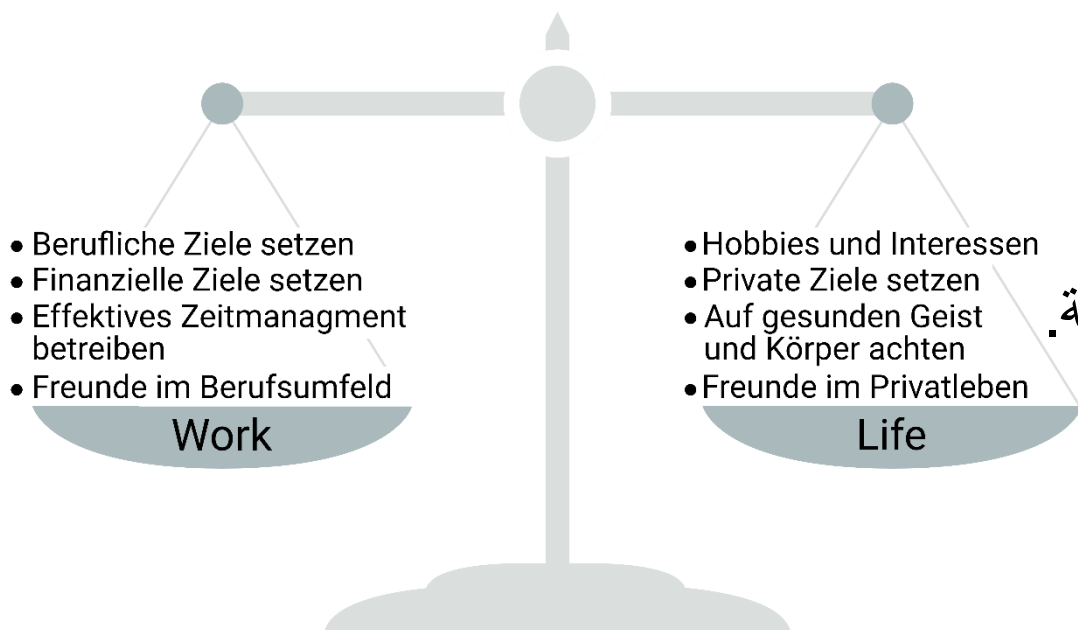 • Berufliche Ziele setzen
• Finanzielle Ziele setzen
• Effektives Zeitmanagment
betreiben
• Freunde im Berufsumfeld
Work
• Hobbies und Interessen
• Private Ziele setzen
• Auf gesunden Geist
und Körper achten
• Freunde im Privatleben
Life